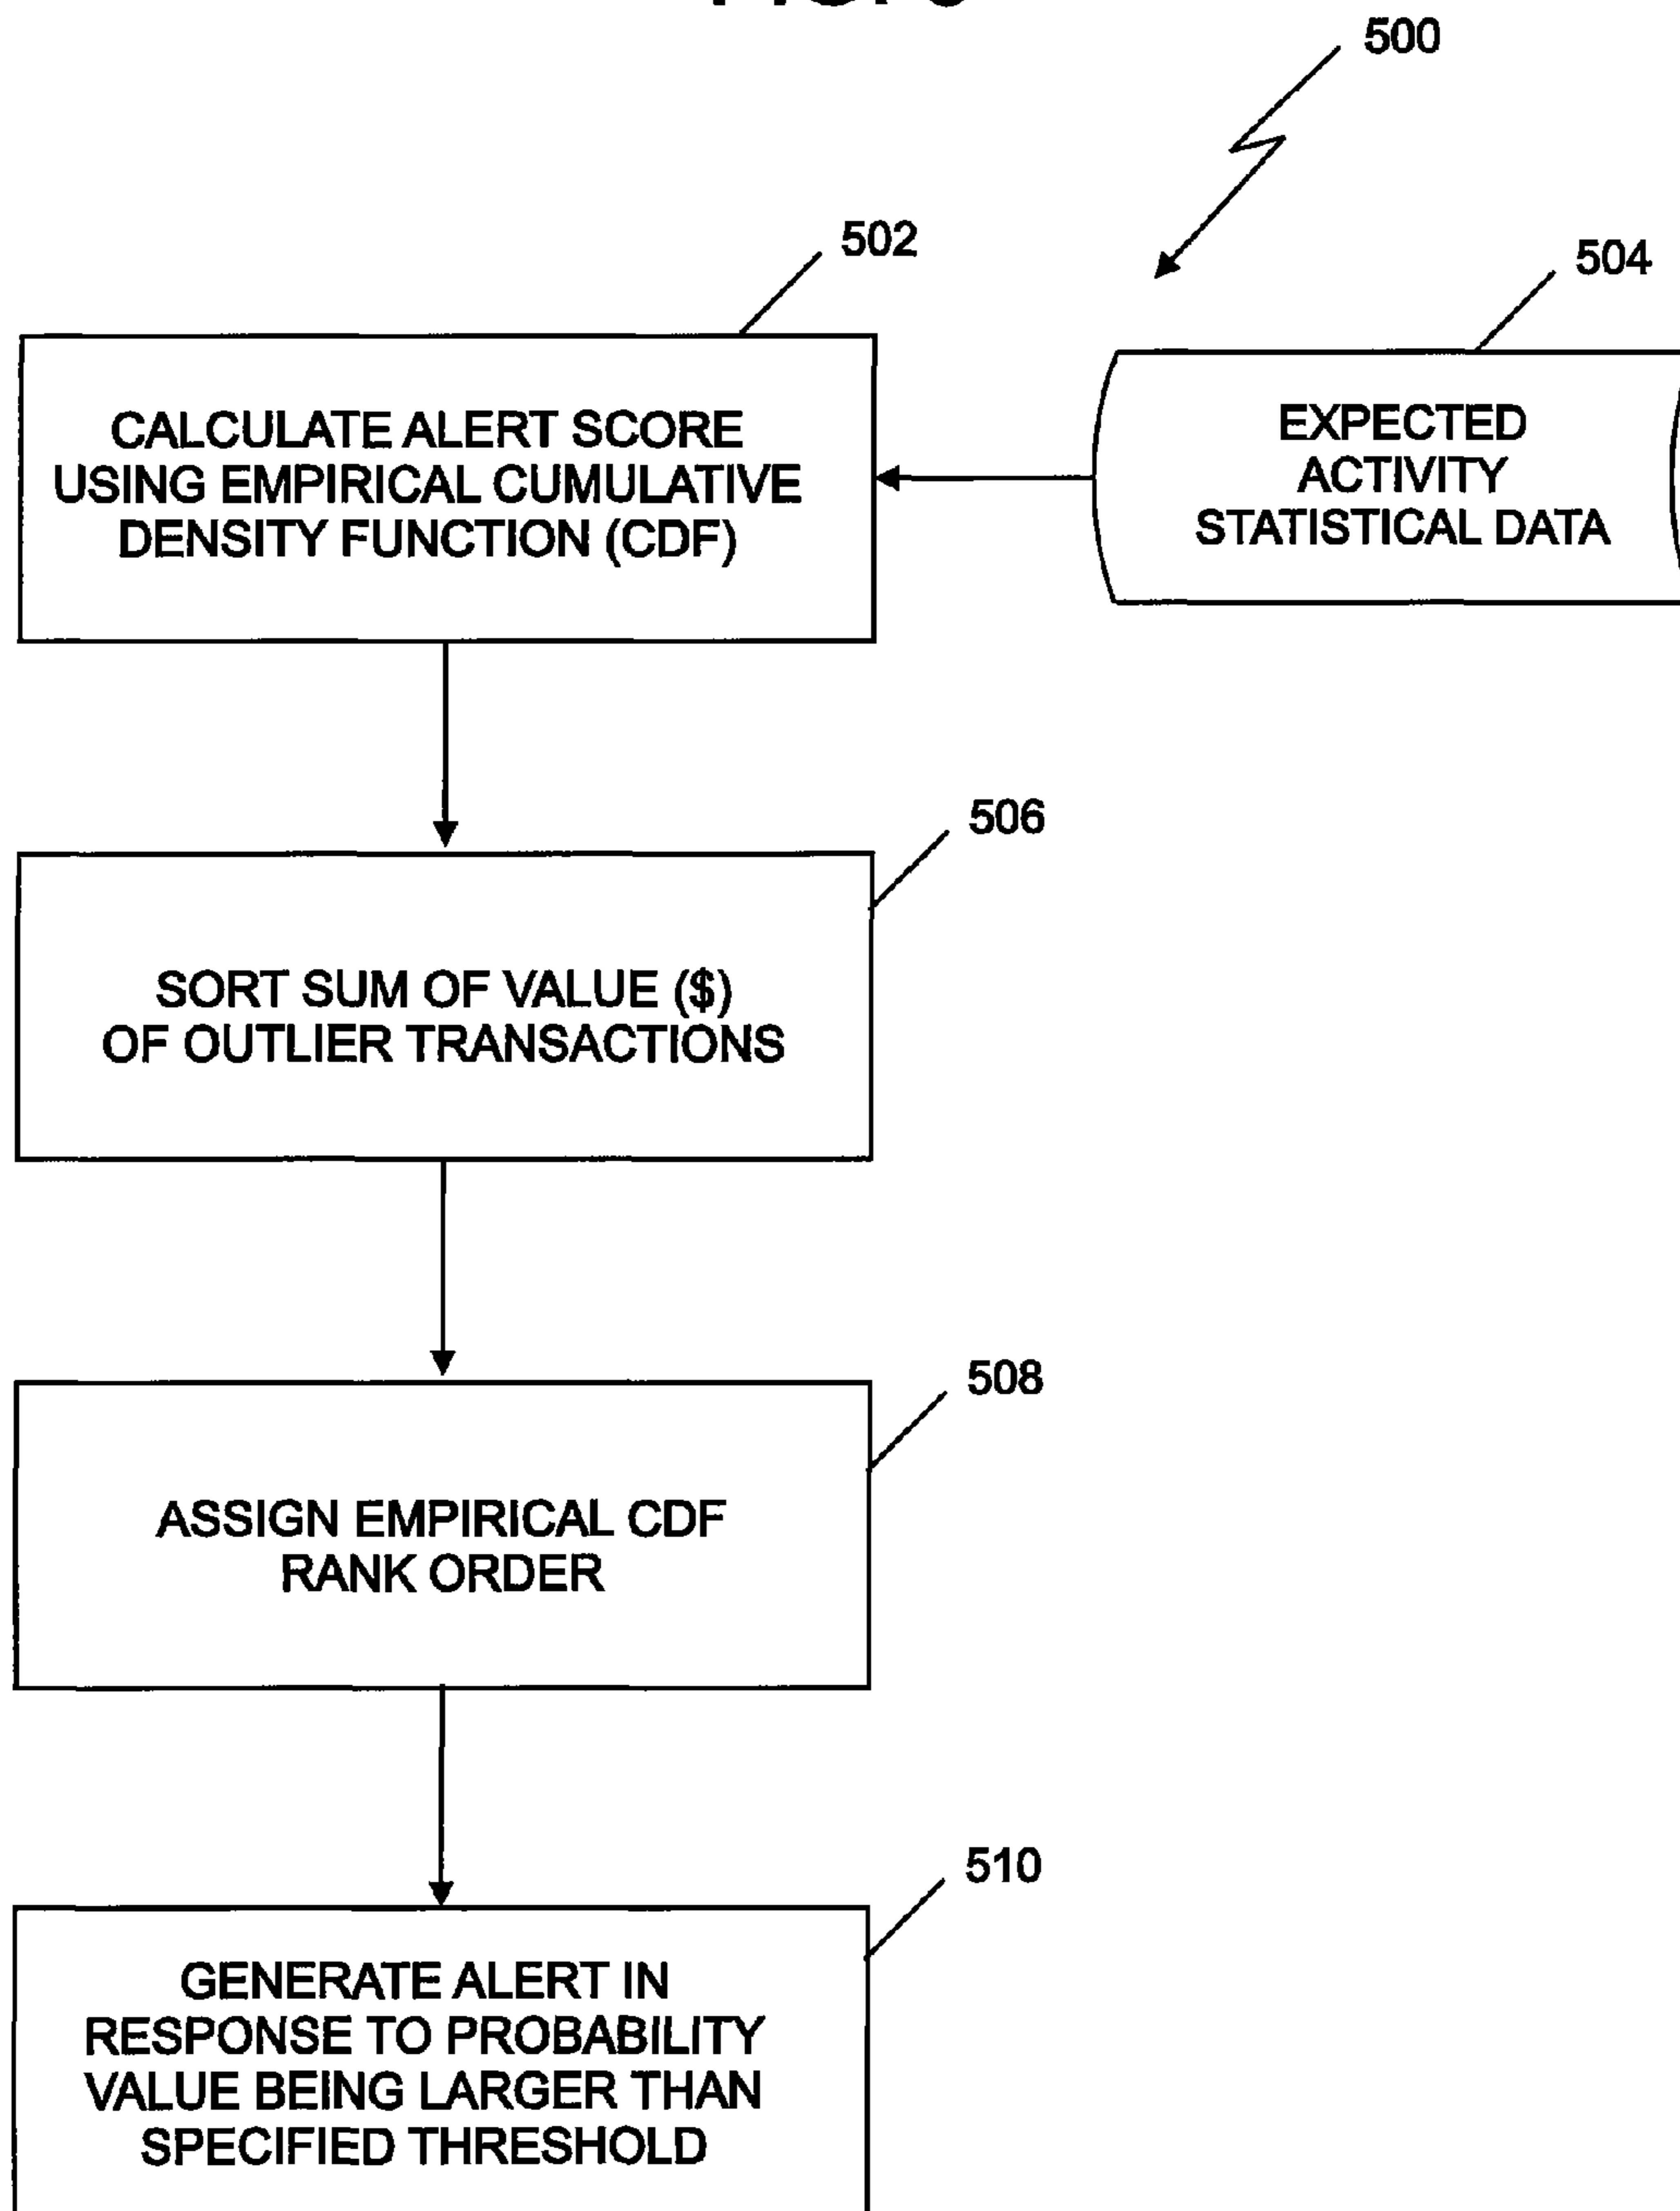 500
502
504
CALCULATE ALERT SCORE
USING EMPIRICAL CUMULATIVE
DENSITY FUNCTION (CDF)
EXPECTED
ACTIVITY
STATISTICAL DATA
506
SORT SUM OF VALUE ($)
OF OUTLIER TRANSACTIONS
508
ASSIGN EMPIRICAL CDF
RANK ORDER
510
GENERATE ALERT IN
RESPONSE TO PROBABILITY
VALUE BEING LARGER THAN
SPECIFIED THRESHOLD